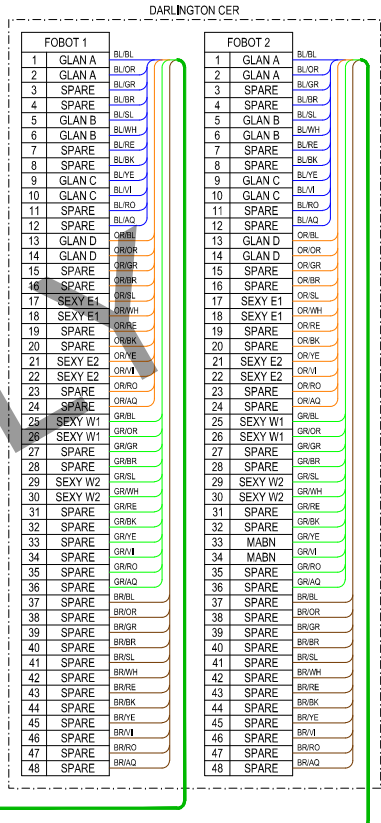 DARLINGTON CER
FOBOT 1
1 GLAN A BL/BL
2 GLAN A BL/OR
3 SPARE BL/GR
4 SPARE BL/BR
5 GLAN B BL/SL
6 GLAN B BL/WH
7 SPARE BL/RE
8 SPARE BL/BK
9 GLAN C BL/YE
10 GLAN C BL/VI
11 SPARE BL/RO
12 SPARE BL/AQ
13 GLAN D OR/BL
14 GLAN D OR/OR
15 SPARE OR/GR
16 SPARE OR/BR
17 SEXY E1 OR/SL
18 SEXY E1 OR/WH
19 SPARE OR/RE
20 SPARE OR/BK
21 SEXY E2 OR/YE
22 SEXY E2 OR/VI
23 SPARE OR/RO
24 SPARE OR/AQ
25 SEXY W1 GR/BL
26 SEXY W1 GR/OR
27 SPARE GR/GR
28 SPARE GR/BR
29 SEXY W2 GR/SL
30 SEXY W2 GR/WH
31 SPARE GR/RE
32 SPARE GR/BK
33 SPARE GR/YE
34 SPARE GR/VI
35 SPARE GR/RO
36 SPARE GR/AQ
37 SPARE BR/BL
38 SPARE BR/OR
39 SPARE BR/GR
40 SPARE BR/BR
41 SPARE BR/SL
42 SPARE BR/WH
43 SPARE BR/RE
44 SPARE BR/BK
45 SPARE BR/YE
46 SPARE BR/VI
47 SPARE BR/RO
48 SPARE BR/AQ
FOBOT 2
1 GLAN A BL/BL
2 GLAN A BL/OR
3 SPARE BL/GR
4 SPARE BL/BR
5 GLAN B BL/SL
6 GLAN B BL/WH
7 SPARE BL/RE
8 SPARE BL/BK
9 GLAN C BL/YE
10 GLAN C BL/VI
11 SPARE BL/RO
12 SPARE BL/AQ
13 GLAN D OR/BL
14 GLAN D OR/OR
15 SPARE OR/GR
16 SPARE OR/BR
17 SEXY E1 OR/SL
18 SEXY E1 OR/WH
19 SPARE OR/RE
20 SPARE OR/BK
21 SEXY E2 OR/YE
22 SEXY E2 OR/VI
23 SPARE OR/RO
24 SPARE OR/AQ
25 SEXY W1 GR/BL
26 SEXY W1 GR/OR
27 SPARE GR/GR
28 SPARE GR/BR
29 SEXY W2 GR/SL
30 SEXY W2 GR/WH
31 SPARE GR/RE
32 SPARE GR/BK
33 MABN GR/YE
34 MABN GR/VI
35 SPARE GR/RO
36 SPARE GR/AQ
37 SPARE BR/BL
38 SPARE BR/OR
39 SPARE BR/GR
40 SPARE BR/BR
41 SPARE BR/SL
42 SPARE BR/WH
43 SPARE BR/RE
44 SPARE BR/BK
45 SPARE BR/YE
46 SPARE BR/VI
47 SPARE BR/RO
48 SPARE BR/AQ
LY